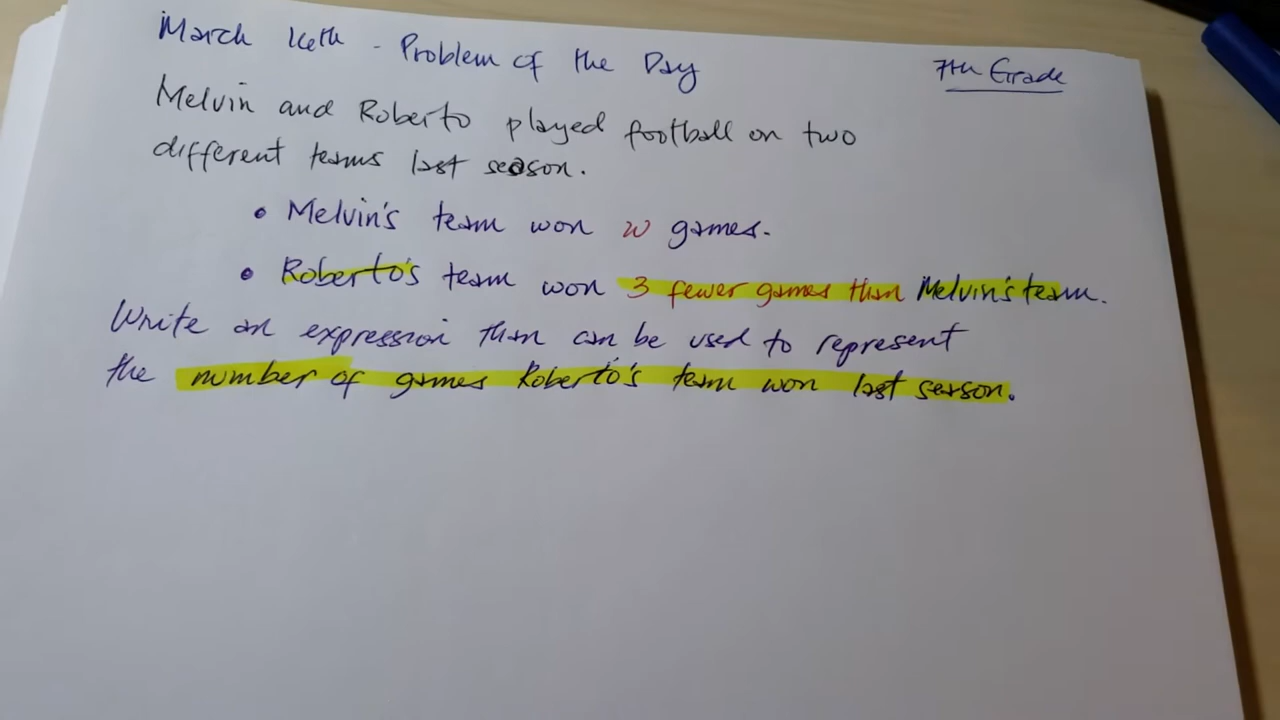 March 16th - Problem of the Day
7th Grade
Melvin and Roberto played football on two
different teams last season.
• Melvin's team won w games.
• Roberto's team won 3 fewer games than Melvin's team.
Write an expression than can be used to represent
the number of games Roberto's team won last season.